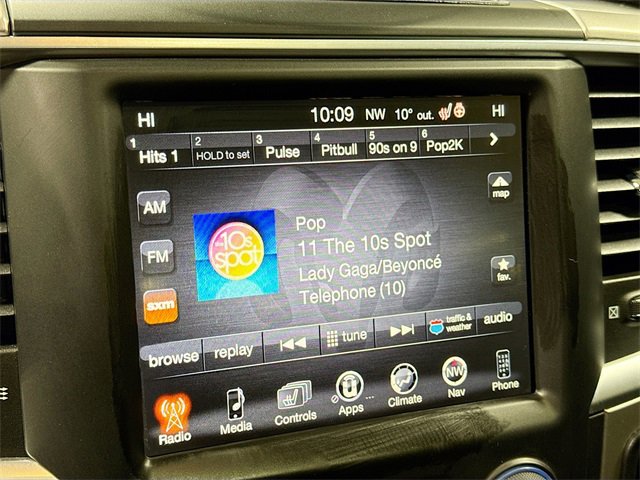 HI 10:09 NW 10° out. HI
1 2 3 4 5 6
Hits 1 HOLD to set Pulse Pitbull 90s on 9 Pop2K
AM
map
the 10s spot
Pop
11 The 10s Spot
FM
Lady Gaga/Beyoncé
fav.
sxm
Telephone (10)
browse replay tune traffic & weather audio
NW
Radio Media Controls Apps ... Climate Nav Phone